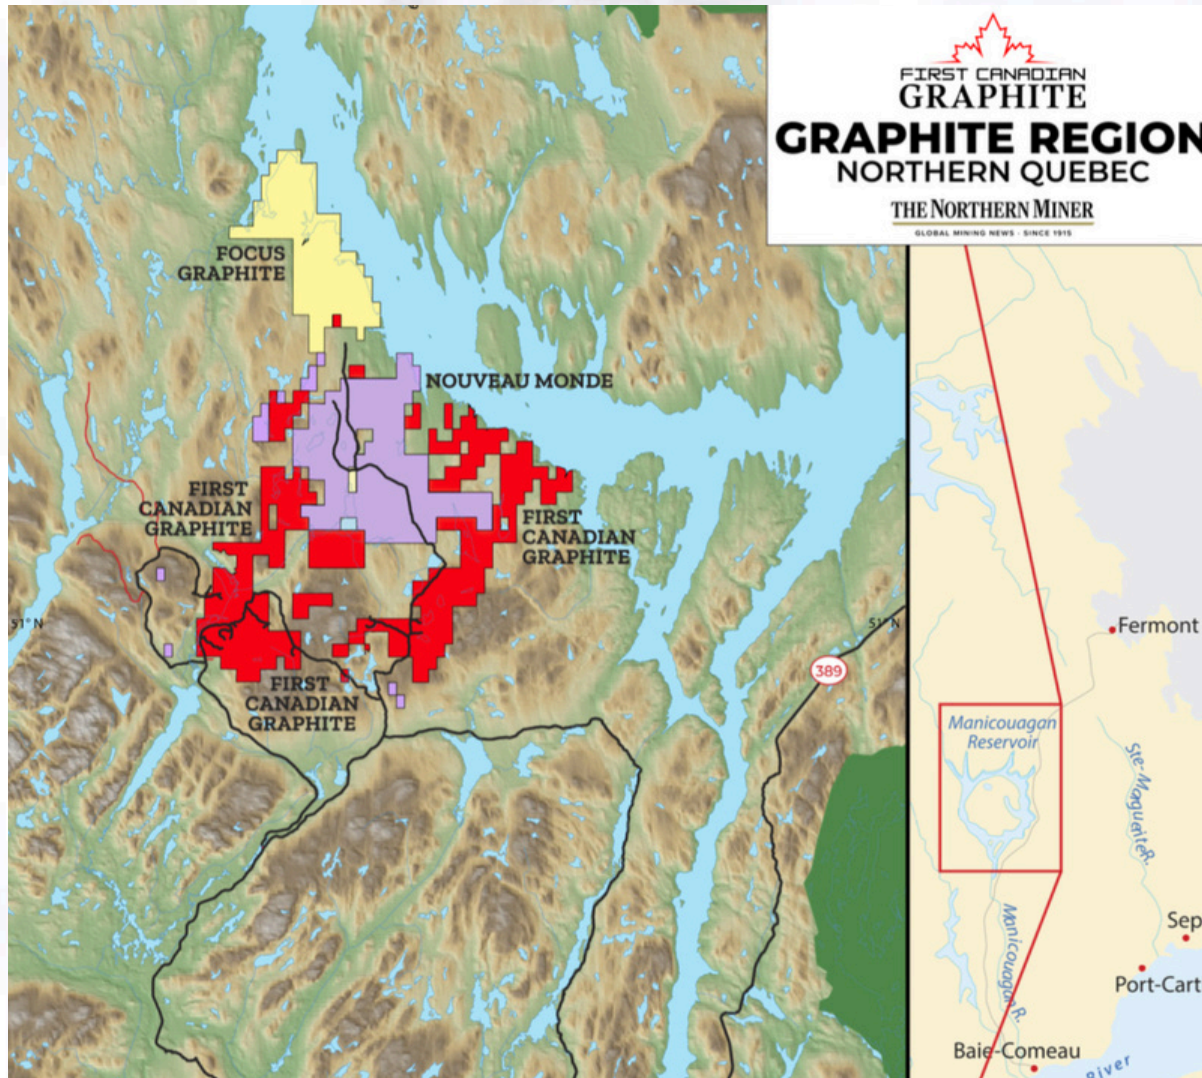 FIRST CANADIAN
GRAPHITE
GRAPHITE REGION
NORTHERN QUEBEC
THE NORTHERN MINER
GLOBAL MINING NEWS · SINCE 1915
FOCUS
GRAPHITE
NOUVEAU MONDE
FIRST
CANADIAN
GRAPHITE
FIRST
CANADIAN
GRAPHITE
FIRST
CANADIAN
GRAPHITE
51° N
51° N
389
Fermont
Manicouagan
Reservoir
Ste-Marguerite R.
Manicouagan R.
Sep
Port-Cart
Baie-Comeau
River